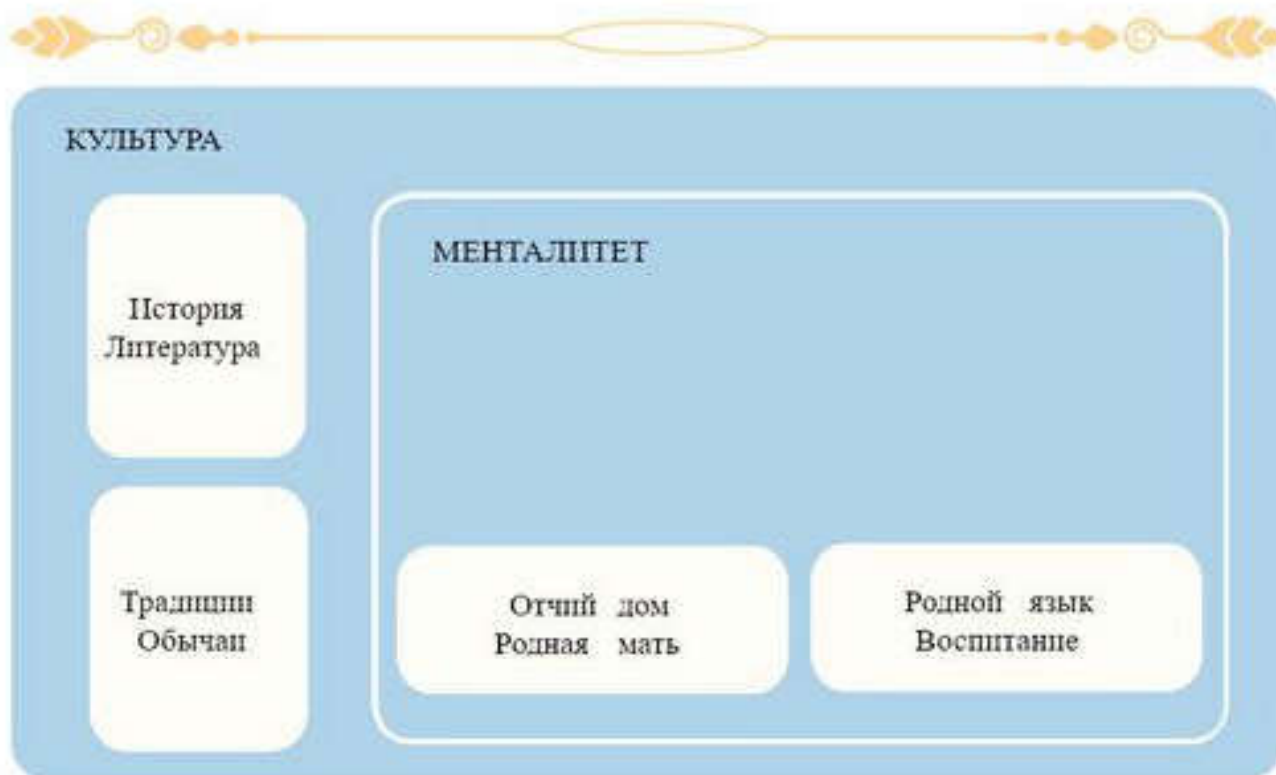 КУЛЬТУРА
МЕНТАЛИТЕТ
История
Литература
Традиции
Обычаи
Отчий дом
Родная мать
Родной язык
Воспитание